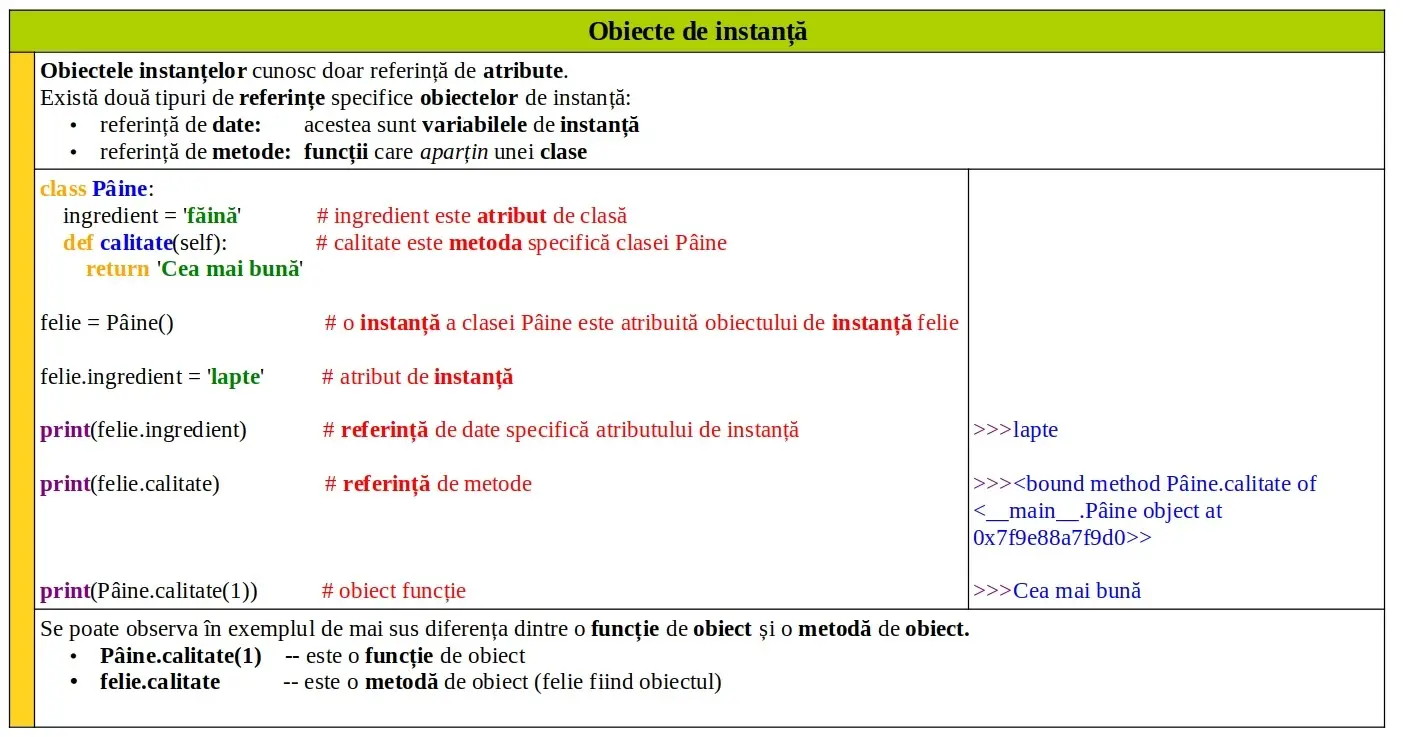 Obiecte de instanță
Obiectele instanțelor cunosc doar referință de atribute.
Există două tipuri de referințe specifice obiectelor de instanță:
• referință de date: acestea sunt variabilele de instanță
• referință de metode: funcții care aparțin unei clase
class Pâine:
ingredient = 'făină' # ingredient este atribut de clasă
def calitate(self): # calitate este metoda specifică clasei Pâine
return 'Cea mai bună'
felie = Pâine() # o instanță a clasei Pâine este atribuită obiectului de instanță felie
felie.ingredient = 'lapte' # atribut de instanță
print(felie.ingredient) # referință de date specifică atributului de instanță >>>lapte
print(felie.calitate) # referință de metode >>><bound method Pâine.calitate of
<__main__.Pâine object at
0x7f9e88a7f9d0>>
print(Pâine.calitate(1)) # obiect funcție >>>Cea mai bună
Se poate observa în exemplul de mai sus diferența dintre o funcție de obiect și o metodă de obiect.
• Pâine.calitate(1) -- este o funcție de obiect
• felie.calitate -- este o metodă de obiect (felie fiind obiectul)